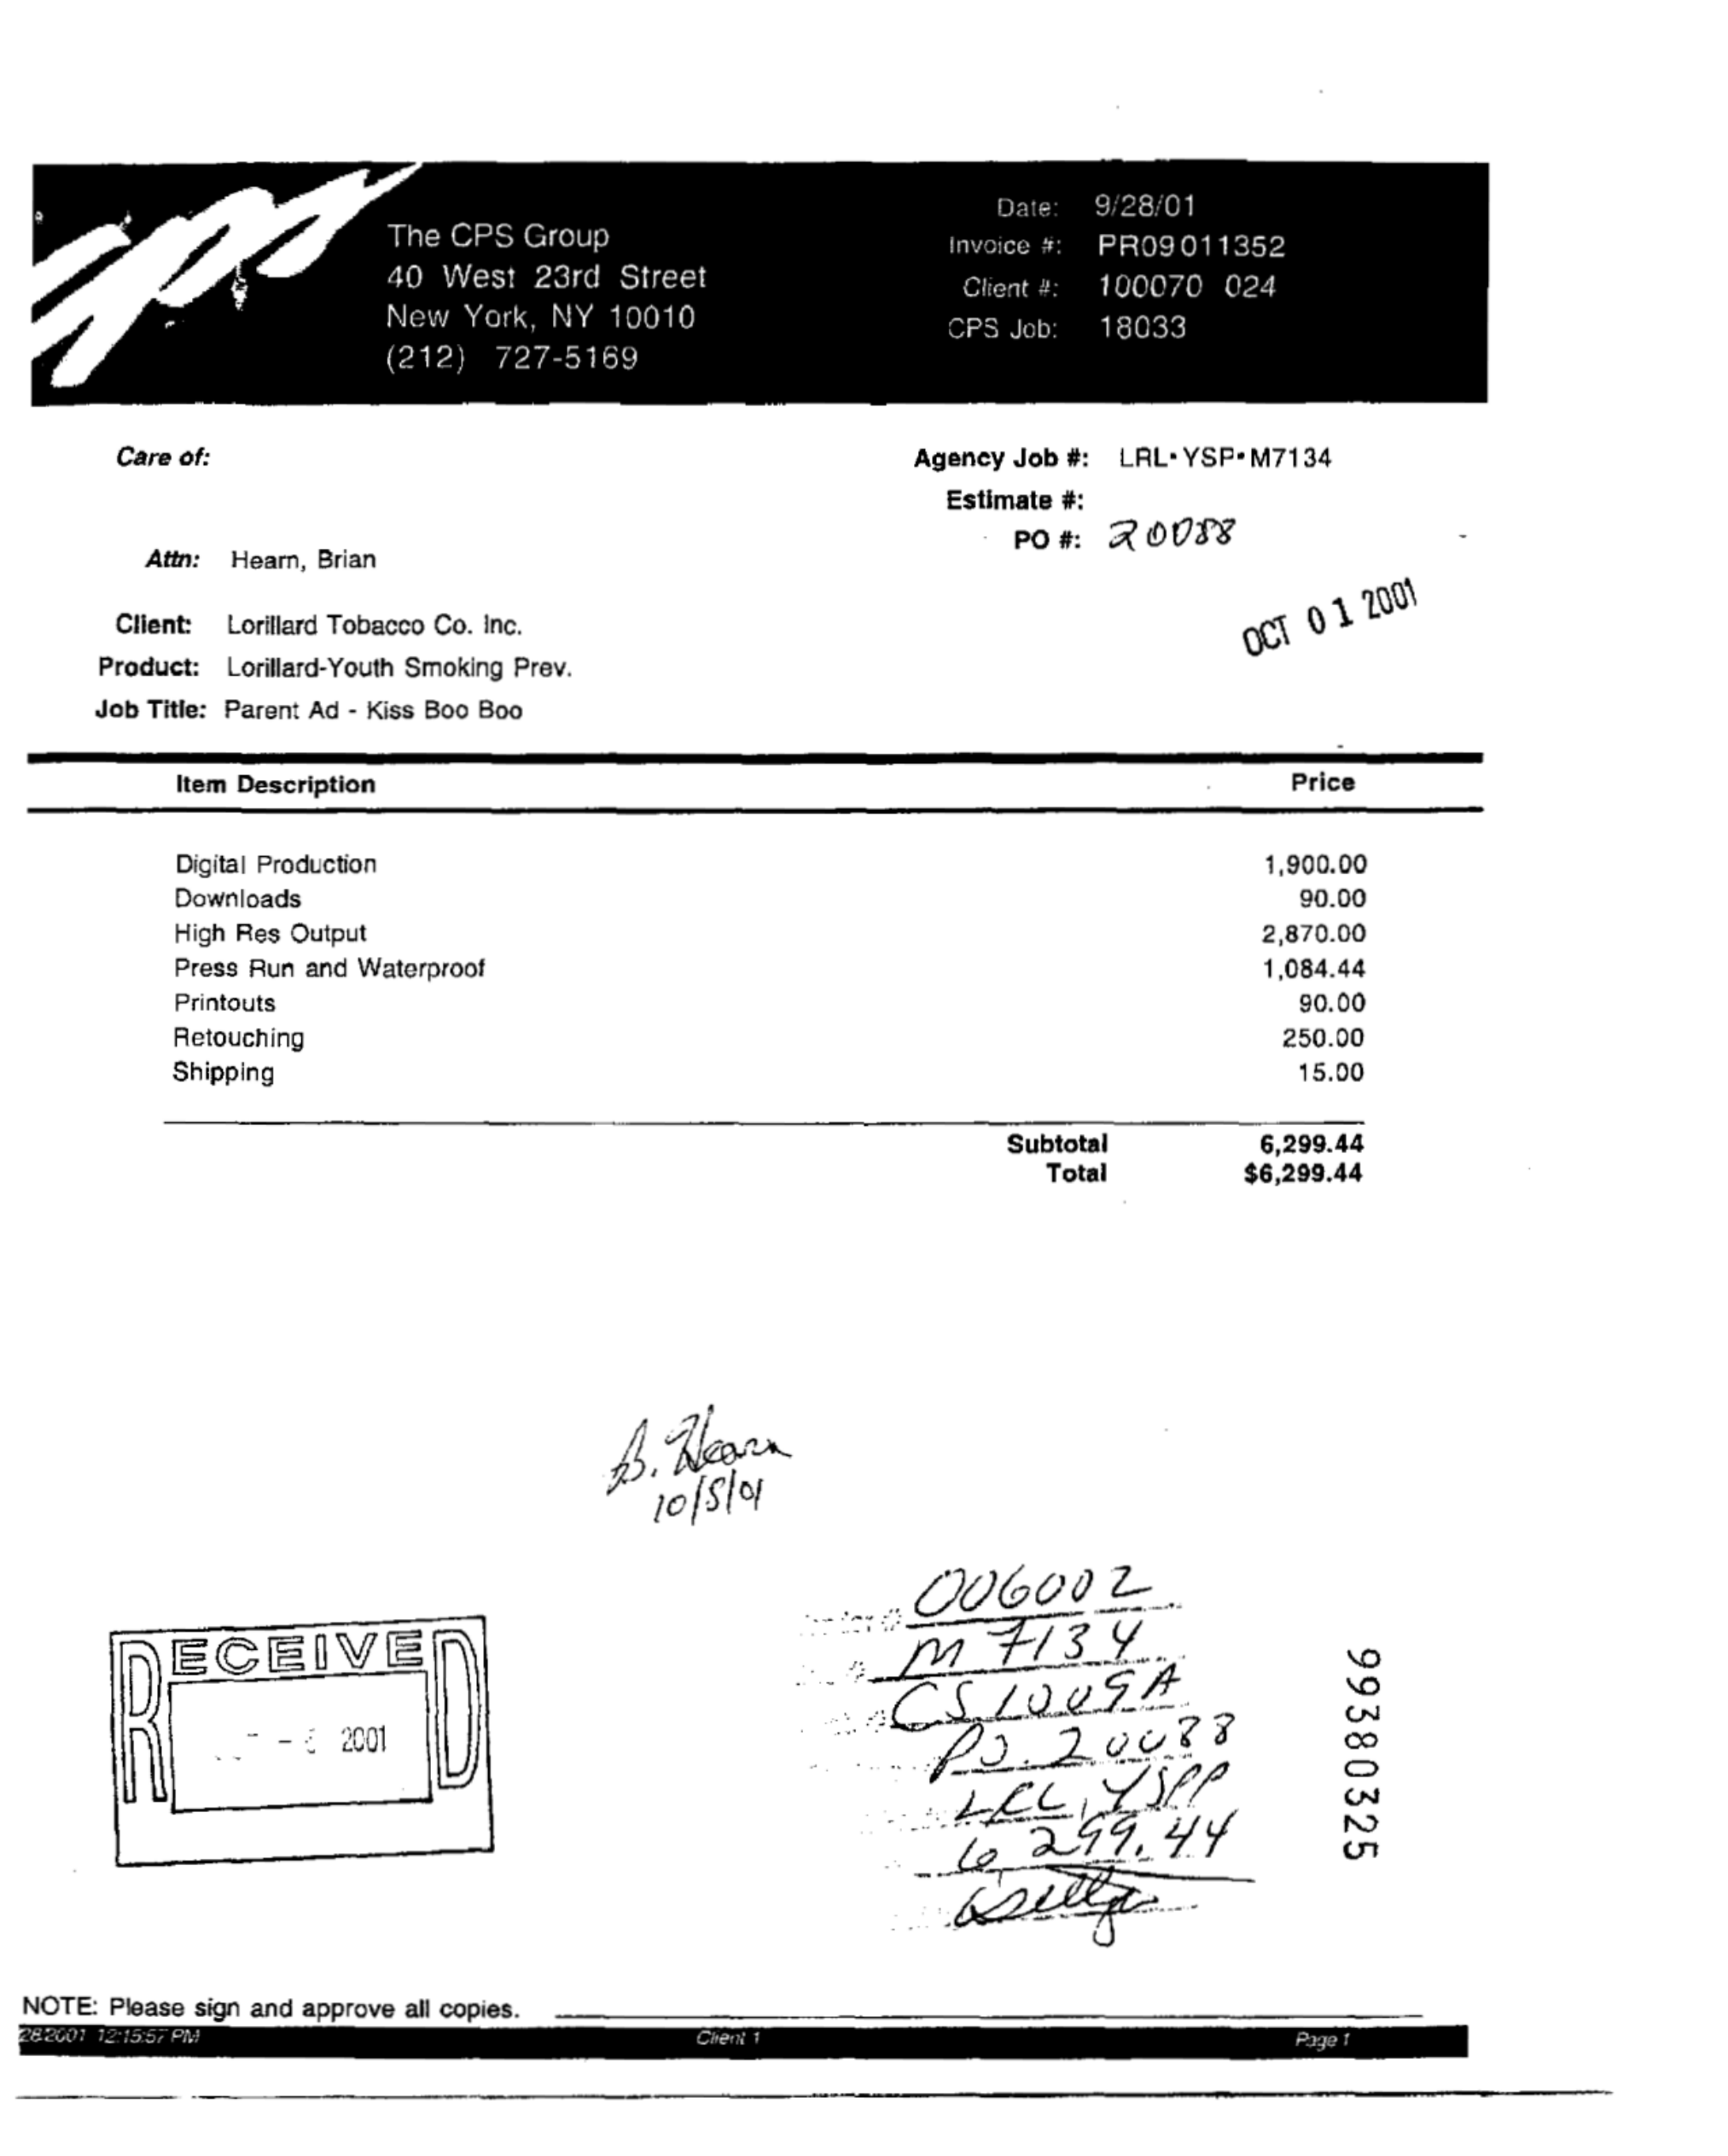 cps
The CPS Group
40 West 23rd Street
New York, NY 10010
(212) 727-5169
Date: 9/28/01
Invoice #: PR09011352
Client #: 100070 024
CPS Job: 18033
Care of:
Agency Job #: LRL•YSP•M7134
Estimate #:
PO #: 20088
Attn: Hearn, Brian
OCT 01 2001
Client: Lorillard Tobacco Co. Inc.
Product: Lorillard-Youth Smoking Prev.
Job Title: Parent Ad - Kiss Boo Boo
Item Description Price
Digital Production 1,900.00
Downloads 90.00
High Res Output 2,870.00
Press Run and Waterproof 1,084.44
Printouts 90.00
Retouching 250.00
Shipping 15.00
Subtotal 6,299.44
Total $6,299.44
B. Hearn
10/5/01
RECEIVED
2001
006002
M 7134
CS1009A
PO. 20088
LRL YSPP
6 299.44
99380325
NOTE: Please sign and approve all copies.
28.2001 12:15:57 PM Client 1 Page 1